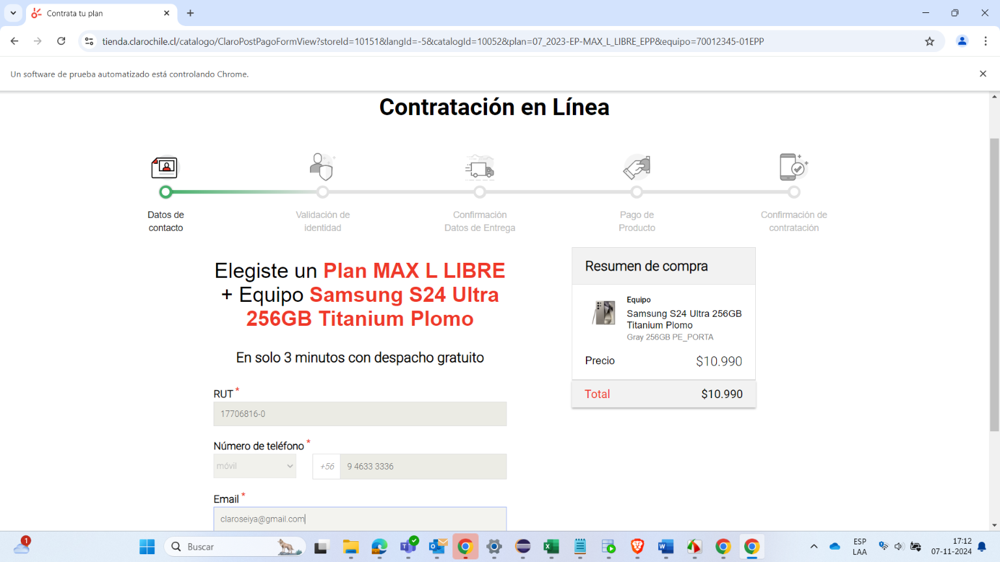 Contrata tu plan
tienda.clarochile.cl/catalogo/ClaroPostPagoFormView?storeId=10151&langId=-5&catalogId=10052&plan=07_2023-EP-MAX_L_LIBRE_EPP&equipo=70012345-01EPP
Un software de prueba automatizado está controlando Chrome.
Contratación en Línea
Datos de
contacto
Validación de
identidad
Confirmación
Datos de Entrega
Pago de
Producto
Confirmación de
contratación
Elegiste un Plan MAX L LIBRE
+ Equipo Samsung S24 Ultra
256GB Titanium Plomo
En solo 3 minutos con despacho gratuito
RUT *
17706816-0
Número de teléfono *
móvil
+56
9 4633 3336
Email *
claroseiya@gmail.com
Resumen de compra
Equipo
Samsung S24 Ultra 256GB
Titanium Plomo
Gray 256GB PE_PORTA
Precio $10.990
Total $10.990
1
Buscar
ESP
LAA
17:12
07-11-2024